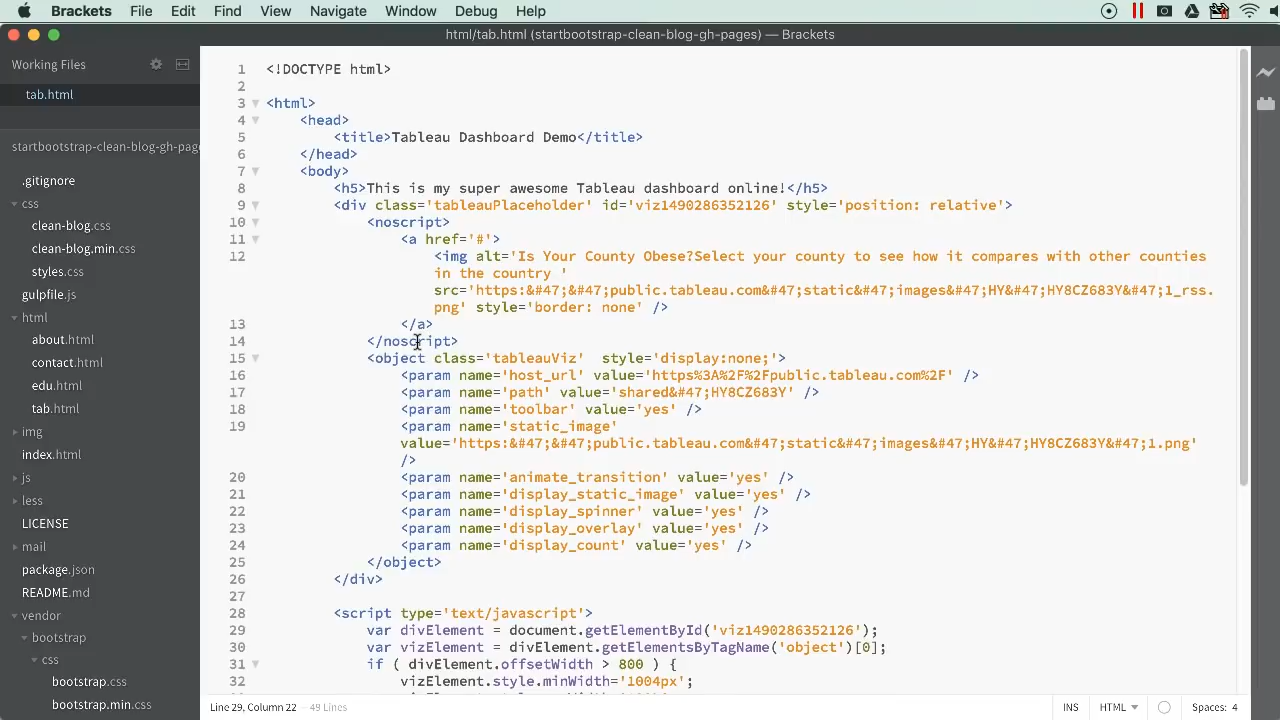 Brackets File Edit Find View Navigate Window Debug Help
html/tab.html (startbootstrap-clean-blog-gh-pages) — Brackets
Working Files
tab.html
startbootstrap-clean-blog-gh-page
.gitignore
css
clean-blog.css
clean-blog.min.css
styles.css
gulpfile.js
html
about.html
contact.html
edu.html
tab.html
img
index.html
js
less
LICENSE
mail
package.json
README.md
vendor
bootstrap
css
bootstrap.css
bootstrap.min.css
1 <!DOCTYPE html>
2
3 <html>
4 <head>
5 <title>Tableau Dashboard Demo</title>
6 </head>
7 <body>
8 <h5>This is my super awesome Tableau dashboard online!</h5>
9 <div class='tableauPlaceholder' id='viz1490286352126' style='position: relative'>
10 <noscript>
11 <a href='#'>
12 <img alt='Is Your County Obese?Select your county to see how it compares with other counties
in the country '
src='https:&#47;&#47;public.tableau.com&#47;static&#47;images&#47;HY&#47;HY8CZ683Y&#47;1_rss.
png' style='border: none' />
13 </a>
14 </noscript>
15 <object class='tableauViz'  style='display:none;'>
16 <param name='host_url' value='https%3A%2F%2Fpublic.tableau.com%2F' />
17 <param name='path' value='shared&#47;HY8CZ683Y' />
18 <param name='toolbar' value='yes' />
19 <param name='static_image'
value='https:&#47;&#47;public.tableau.com&#47;static&#47;images&#47;HY&#47;HY8CZ683Y&#47;1.png'
/>
20 <param name='animate_transition' value='yes' />
21 <param name='display_static_image' value='yes' />
22 <param name='display_spinner' value='yes' />
23 <param name='display_overlay' value='yes' />
24 <param name='display_count' value='yes' />
25 </object>
26 </div>
27
28 <script type='text/javascript'>
29 var divElement = document.getElementById('viz1490286352126');
30 var vizElement = divElement.getElementsByTagName('object')[0];
31 if ( divElement.offsetWidth > 800 ) {
32 vizElement.style.minWidth='1004px';
Line 29, Column 22 — 49 Lines
INS HTML Spaces: 4